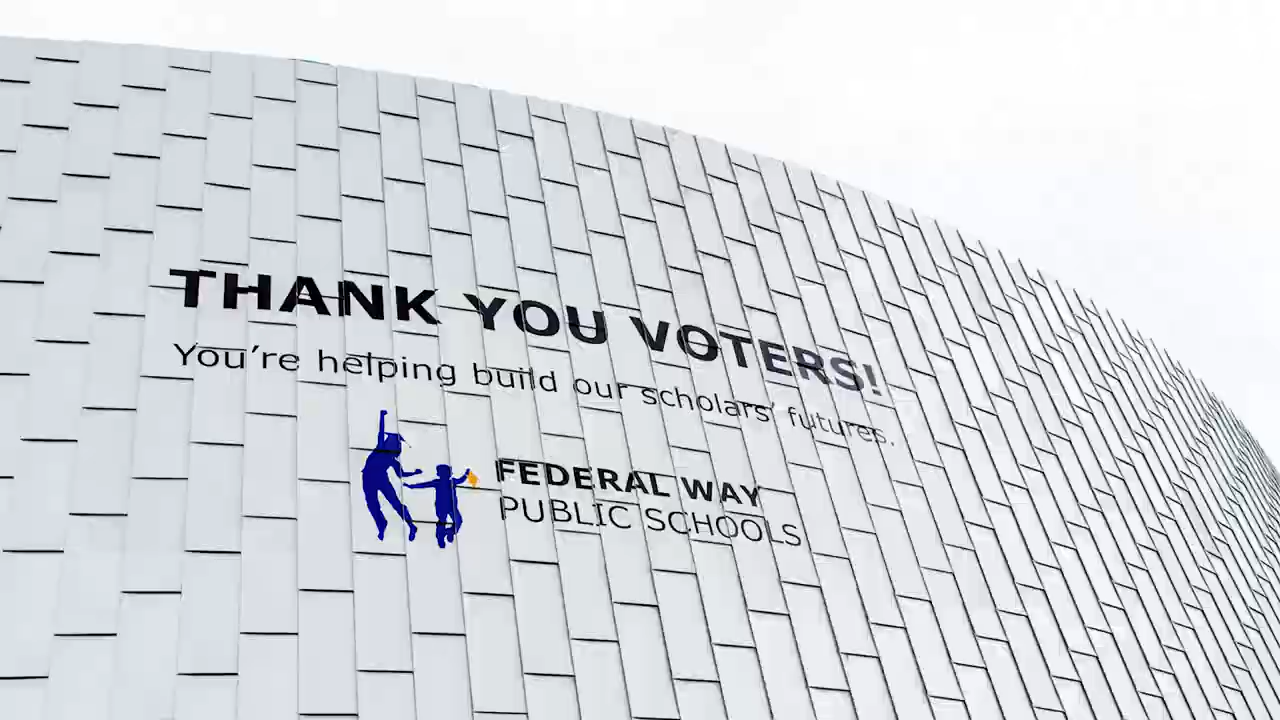 THANK YOU VOTERS!
You're helping build our scholars' futures.
FEDERAL WAY
PUBLIC SCHOOLS